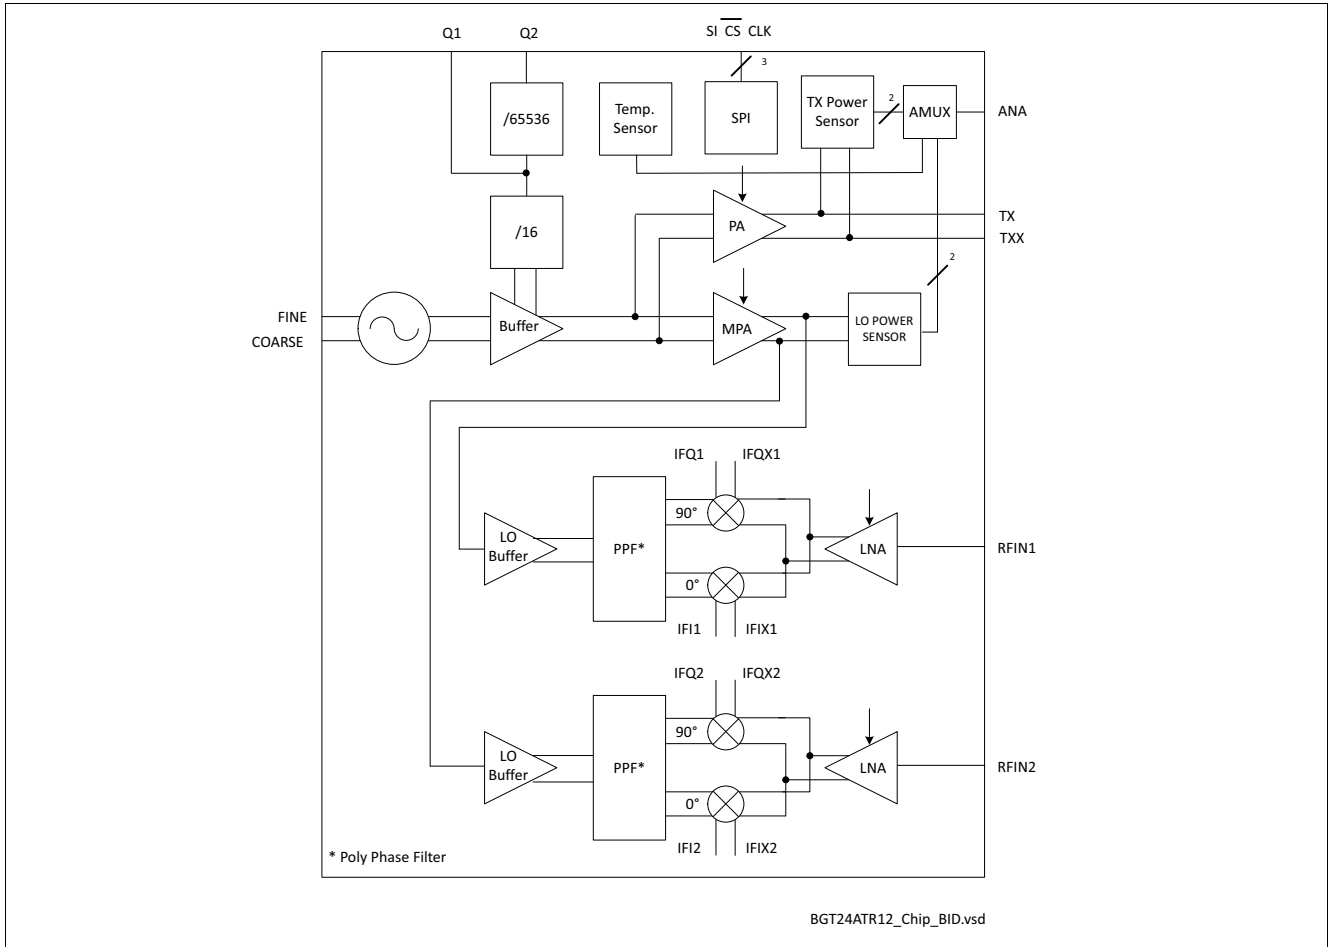 Q1 Q2 SI CS CLK
3
/65536
Temp.
Sensor
SPI
TX Power
Sensor
2
AMUX
ANA
/16
PA
TX
TXX
2
FINE
COARSE
Buffer
MPA
LO POWER
SENSOR
IFQ1 IFQX1
LO
Buffer
PPF*
90°
0°
LNA
RFIN1
IFI1 IFIX1
IFQ2 IFQX2
LO
Buffer
PPF*
90°
0°
LNA
RFIN2
IFI2 IFIX2
* Poly Phase Filter
BGT24ATR12_Chip_BID.vsd